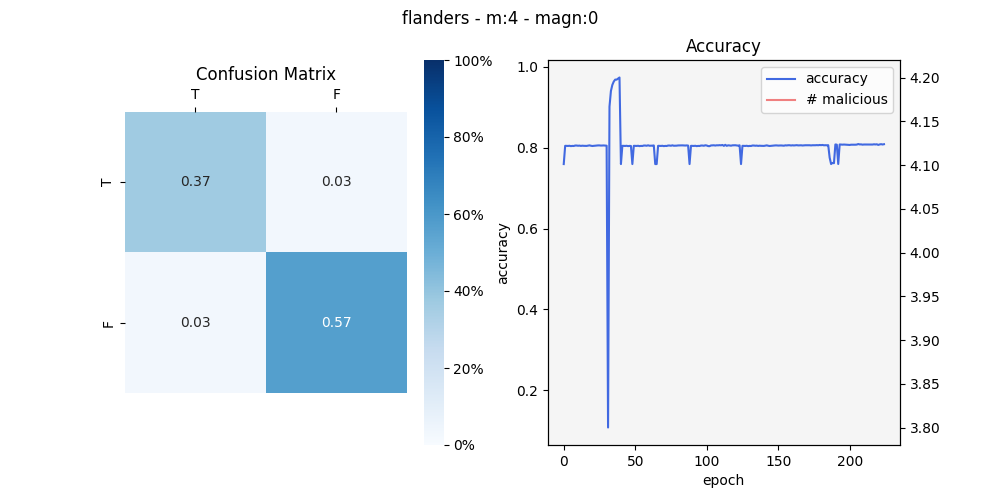 flanders - m:4 - magn:0
Confusion Matrix
T F
T
F
0.37 0.03
0.03 0.57
100%
80%
60%
40%
20%
0%
Accuracy
accuracy
# malicious
1.0
0.8
0.6
0.4
0.2
accuracy
0 50 100 150 200
epoch
4.20
4.15
4.10
4.05
4.00
3.95
3.90
3.85
3.80